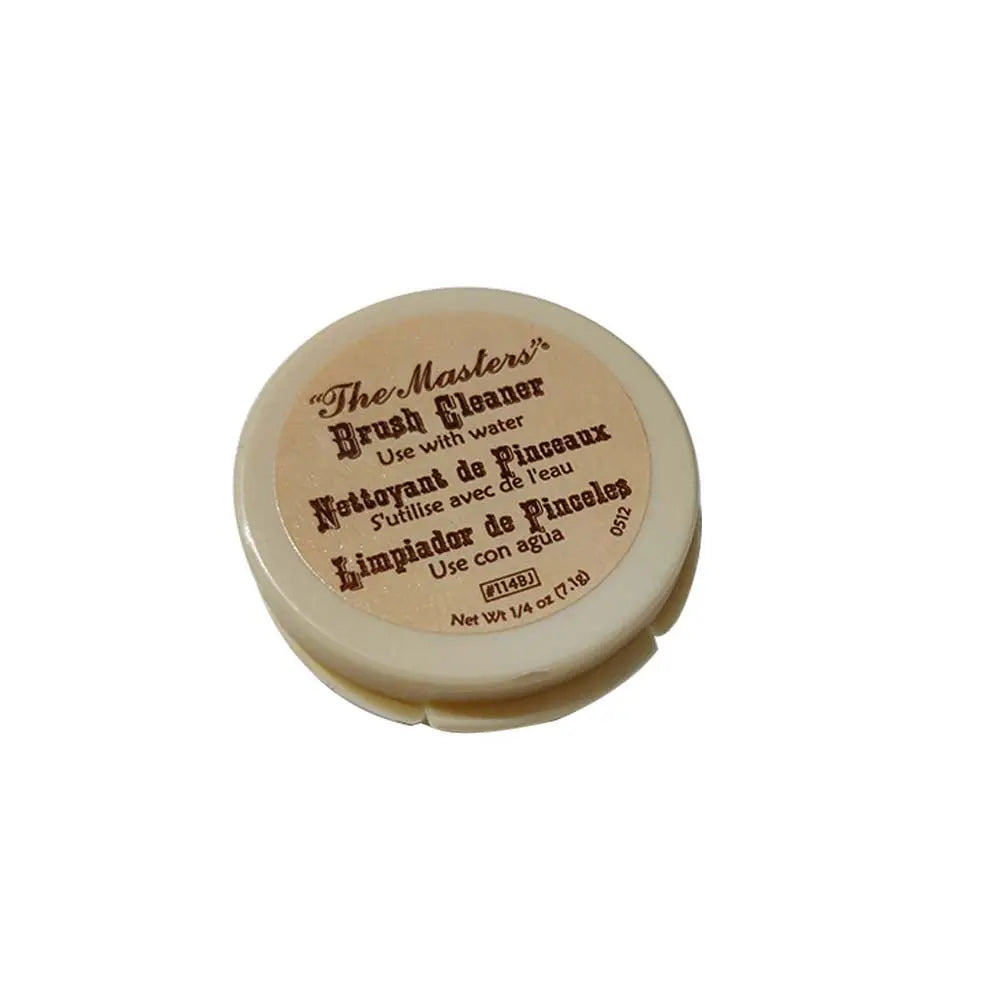 "The Masters"®
Brush Cleaner
Use with water
Nettoyant de Pinceaux
S'utilise avec de l'eau
Limpiador de Pinceles
Use con agua
0512
#114BJ
Net Wt 1/4 oz (7.1g)